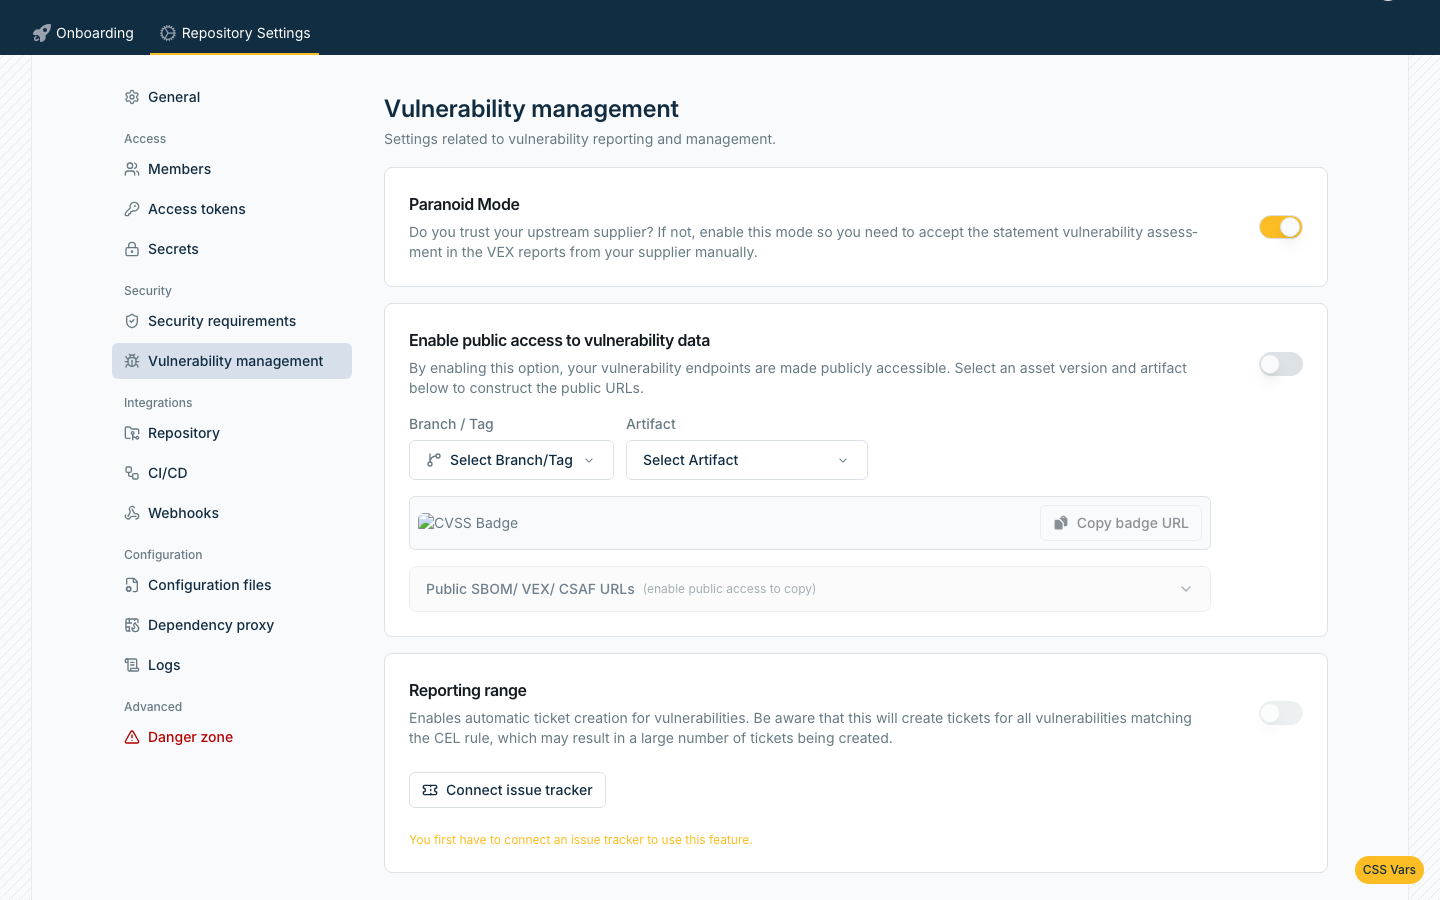 Onboarding
Repository Settings
General
Access
Members
Access tokens
Secrets
Security
Security requirements
Vulnerability management
Integrations
Repository
CI/CD
Webhooks
Configuration
Configuration files
Dependency proxy
Logs
Advanced
Danger zone
Vulnerability management
Settings related to vulnerability reporting and management.
Paranoid Mode
Do you trust your upstream supplier? If not, enable this mode so you need to accept the statement vulnerability assess-
ment in the VEX reports from your supplier manually.
Enable public access to vulnerability data
By enabling this option, your vulnerability endpoints are made publicly accessible. Select an asset version and artifact
below to construct the public URLs.
Branch / Tag
Artifact
Select Branch/Tag
Select Artifact
CVSS Badge
Copy badge URL
Public SBOM/ VEX/ CSAF URLs (enable public access to copy)
Reporting range
Enables automatic ticket creation for vulnerabilities. Be aware that this will create tickets for all vulnerabilities matching
the CEL rule, which may result in a large number of tickets being created.
Connect issue tracker
You first have to connect an issue tracker to use this feature.
CSS Vars